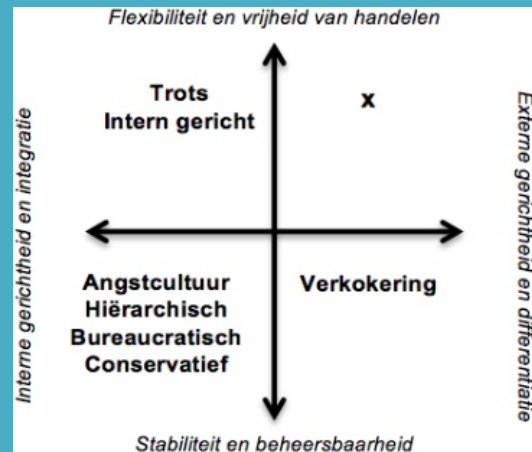 Flexibiliteit en vrijheid van handelen
Trots
Intern gericht
x
Interne gerichtheid en integratie
Externe gerichtheid en differentiatie
Angstcultuur
Hiërarchisch
Bureaucratisch
Conservatief
Verkokering
Stabiliteit en beheersbaarheid